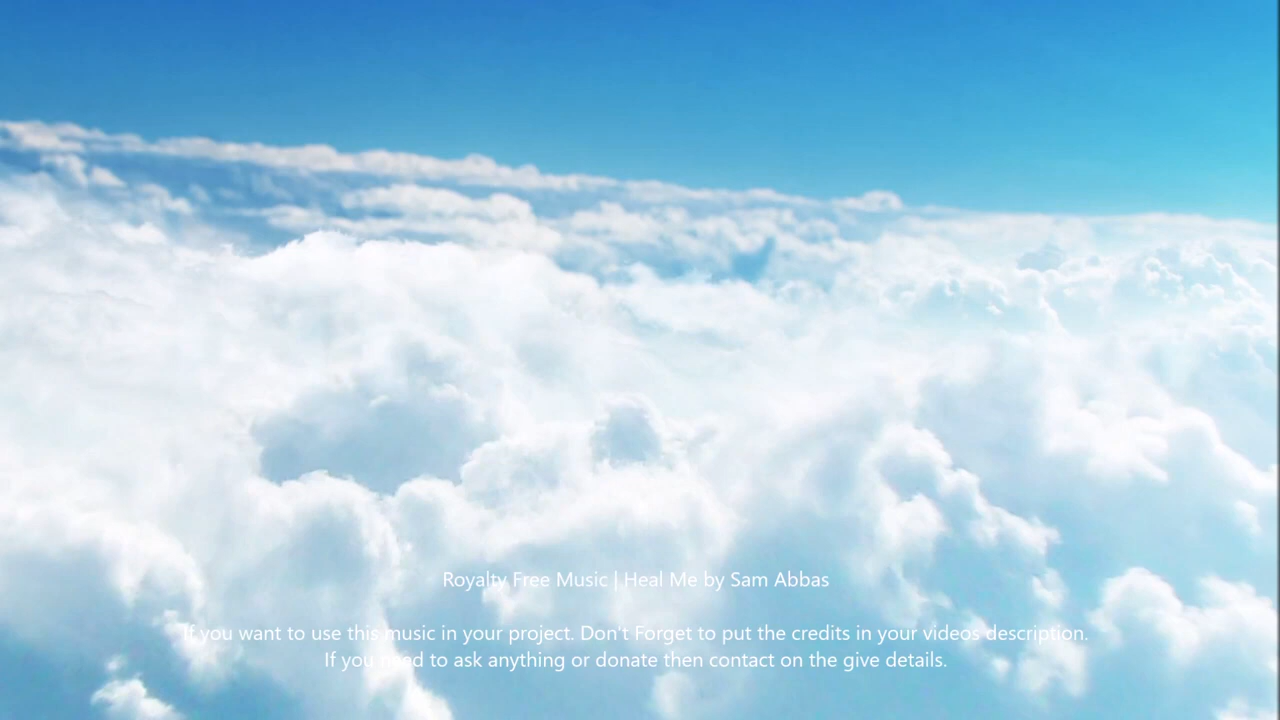 Royalty Free Music | Heal Me by Sam Abbas
If you want to use this music in your project. Don't Forget to put the credits in your videos description.
If you need to ask anything or donate then contact on the give details.